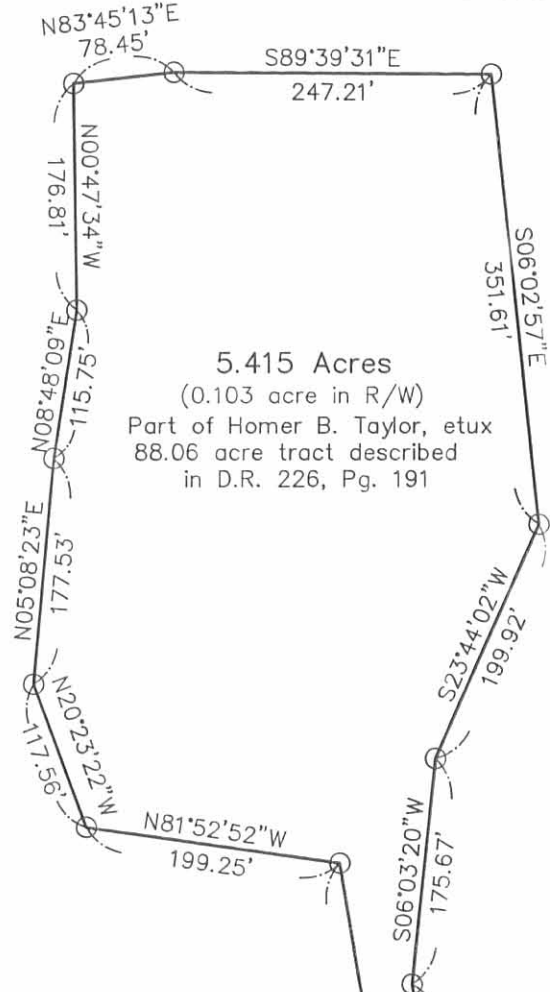 N83°45'13"E
78.45'
S89°39'31"E
247.21'
N00°47'34"W
176.81'
S06°02'57"E
351.61'
5.415 Acres
(0.103 acre in R/W)
Part of Homer B. Taylor, etux
88.06 acre tract described
in D.R. 226, Pg. 191
N08°48'09"E
115.75'
N05°08'23"E
177.53'
S23°44'02"W
199.92'
N20°23'22"W
117.56'
N81°52'52"W
199.25'
S06°03'20"W
175.67'